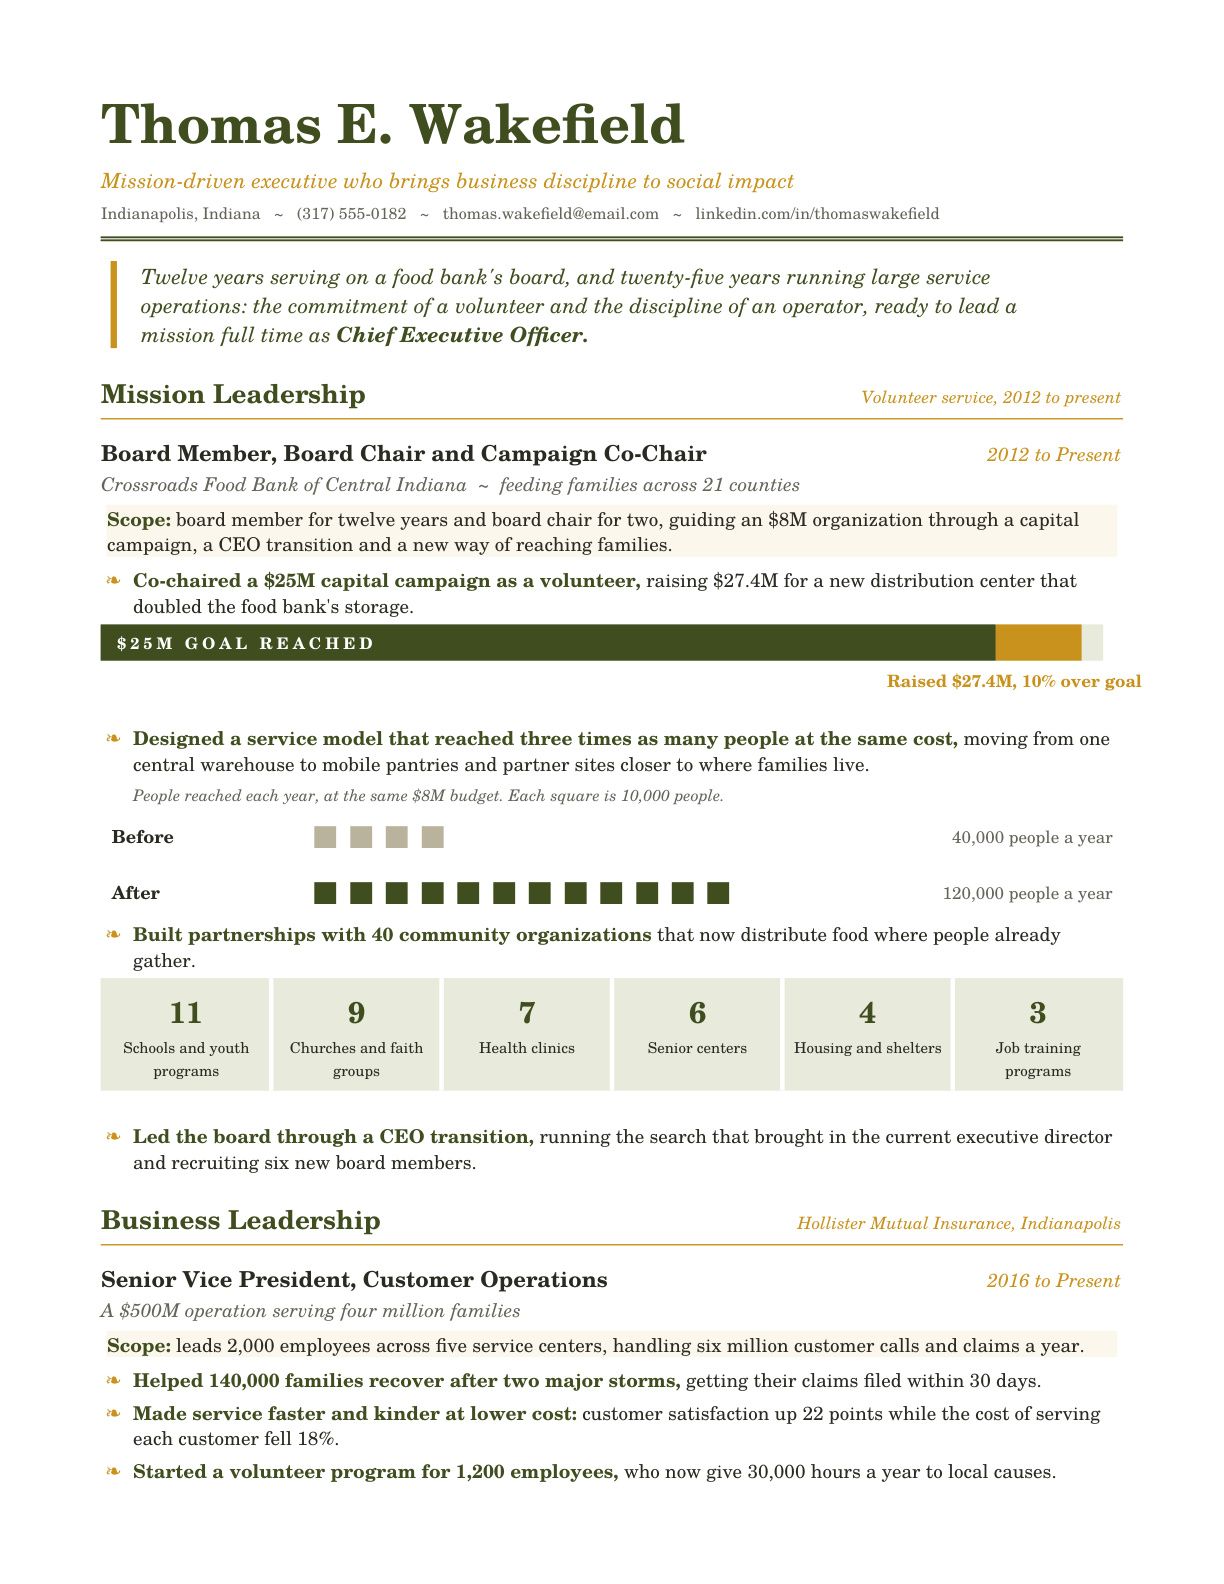 Thomas E. Wakefield
Mission-driven executive who brings business discipline to social impact
Indianapolis, Indiana ~ (317) 555-0182 ~ thomas.wakefield@email.com ~ linkedin.com/in/thomaswakefield
Twelve years serving on a food bank's board, and twenty-five years running large service
operations: the commitment of a volunteer and the discipline of an operator, ready to lead a
mission full time as Chief Executive Officer.
Mission Leadership
Volunteer service, 2012 to present
Board Member, Board Chair and Campaign Co-Chair
2012 to Present
Crossroads Food Bank of Central Indiana ~ feeding families across 21 counties
Scope: board member for twelve years and board chair for two, guiding an $8M organization through a capital
campaign, a CEO transition and a new way of reaching families.
❧ Co-chaired a $25M capital campaign as a volunteer, raising $27.4M for a new distribution center that
doubled the food bank's storage.
$25M GOAL REACHED
Raised $27.4M, 10% over goal
❧ Designed a service model that reached three times as many people at the same cost, moving from one
central warehouse to mobile pantries and partner sites closer to where families live.
People reached each year, at the same $8M budget. Each square is 10,000 people.
Before
40,000 people a year
After
120,000 people a year
❧ Built partnerships with 40 community organizations that now distribute food where people already
gather.
11
Schools and youth
programs
9
Churches and faith
groups
7
Health clinics
6
Senior centers
4
Housing and shelters
3
Job training
programs
❧ Led the board through a CEO transition, running the search that brought in the current executive director
and recruiting six new board members.
Business Leadership
Hollister Mutual Insurance, Indianapolis
Senior Vice President, Customer Operations
2016 to Present
A $500M operation serving four million families
Scope: leads 2,000 employees across five service centers, handling six million customer calls and claims a year.
❧ Helped 140,000 families recover after two major storms, getting their claims filed within 30 days.
❧ Made service faster and kinder at lower cost: customer satisfaction up 22 points while the cost of serving
each customer fell 18%.
❧ Started a volunteer program for 1,200 employees, who now give 30,000 hours a year to local causes.